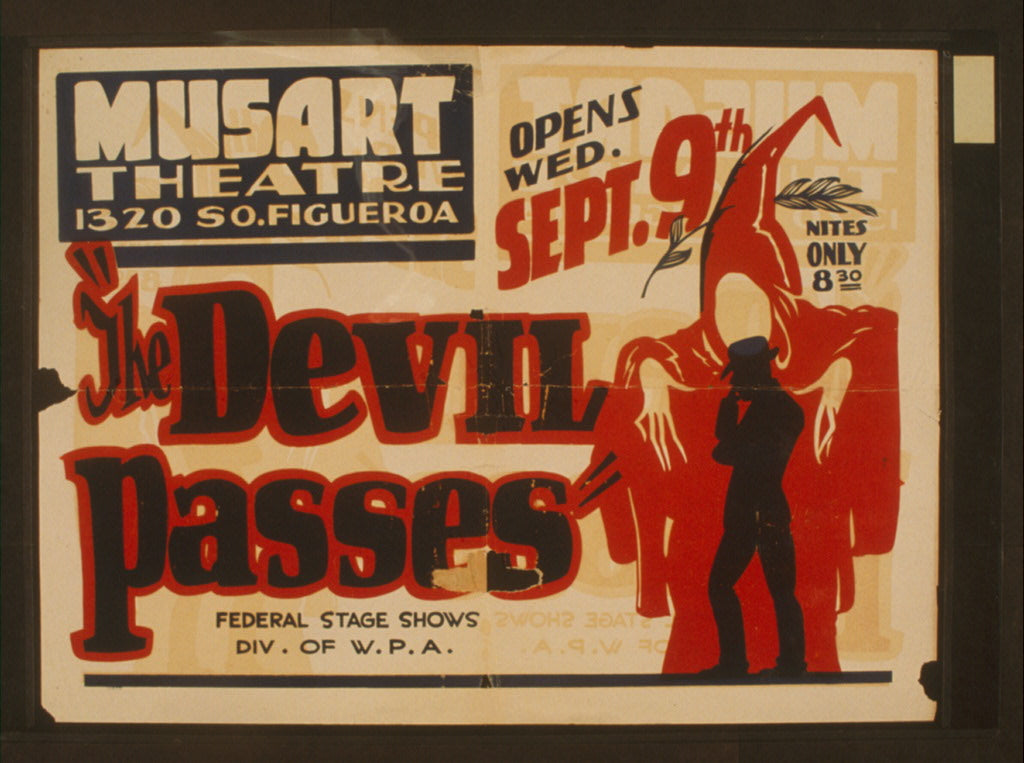 MUSART
THEATRE
1320 SO. FIGUEROA
OPENS
WED.
SEPT. 9th
NITES
ONLY
8 30
"The Devil
Passes"
FEDERAL STAGE SHOWS
DIV. OF W.P.A.